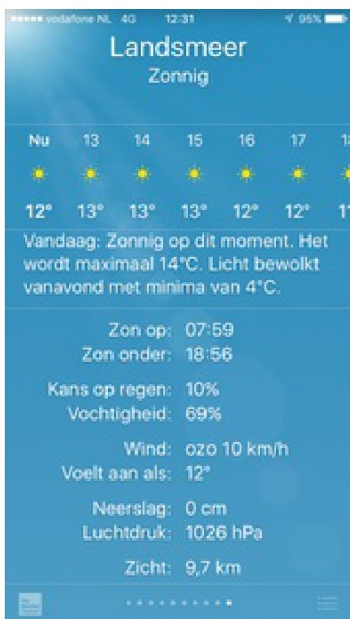 vodafone NL 4G 12:31 95%
Landsmeer
Zonnig
Nu 13 14 15 16 17
12° 13° 13° 13° 12° 12°
Vandaag: Zonnig op dit moment. Het
wordt maximaal 14°C. Licht bewolkt
vanavond met minima van 4°C.
Zon op: 07:59
Zon onder: 18:56
Kans op regen: 10%
Vochtigheid: 69%
Wind: ozo 10 km/h
Voelt aan als: 12°
Neerslag: 0 cm
Luchtdruk: 1026 hPa
Zicht: 9,7 km